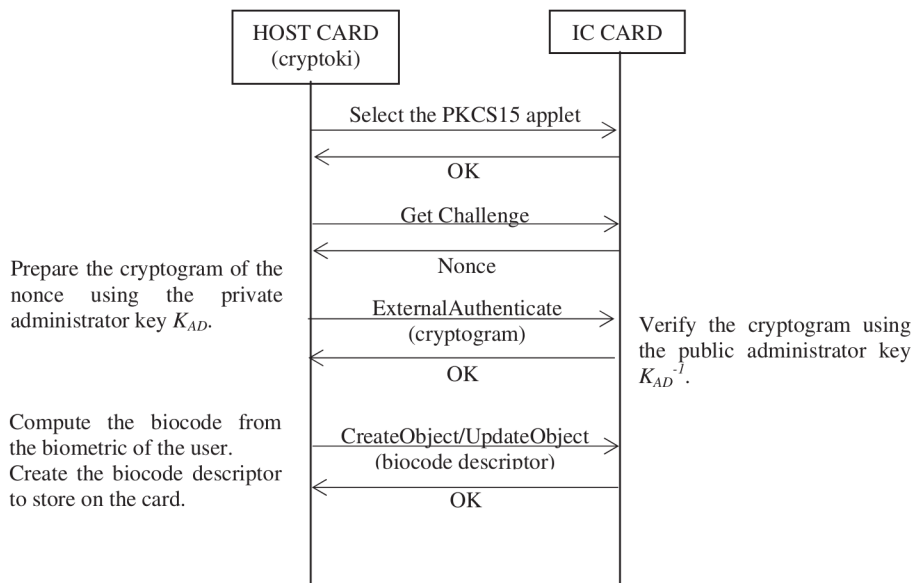 HOST CARD
(cryptoki)
IC CARD
Select the PKCS15 applet
OK
Get Challenge
Nonce
Prepare the cryptogram of the
nonce using the private
administrator key K_AD.
ExternalAuthenticate
(cryptogram)
OK
Verify the cryptogram using
the public administrator key
K_AD^-1.
Compute the biocode from
the biometric of the user.
Create the biocode descriptor
to store on the card.
CreateObject/UpdateObject
(biocode descriptor)
OK